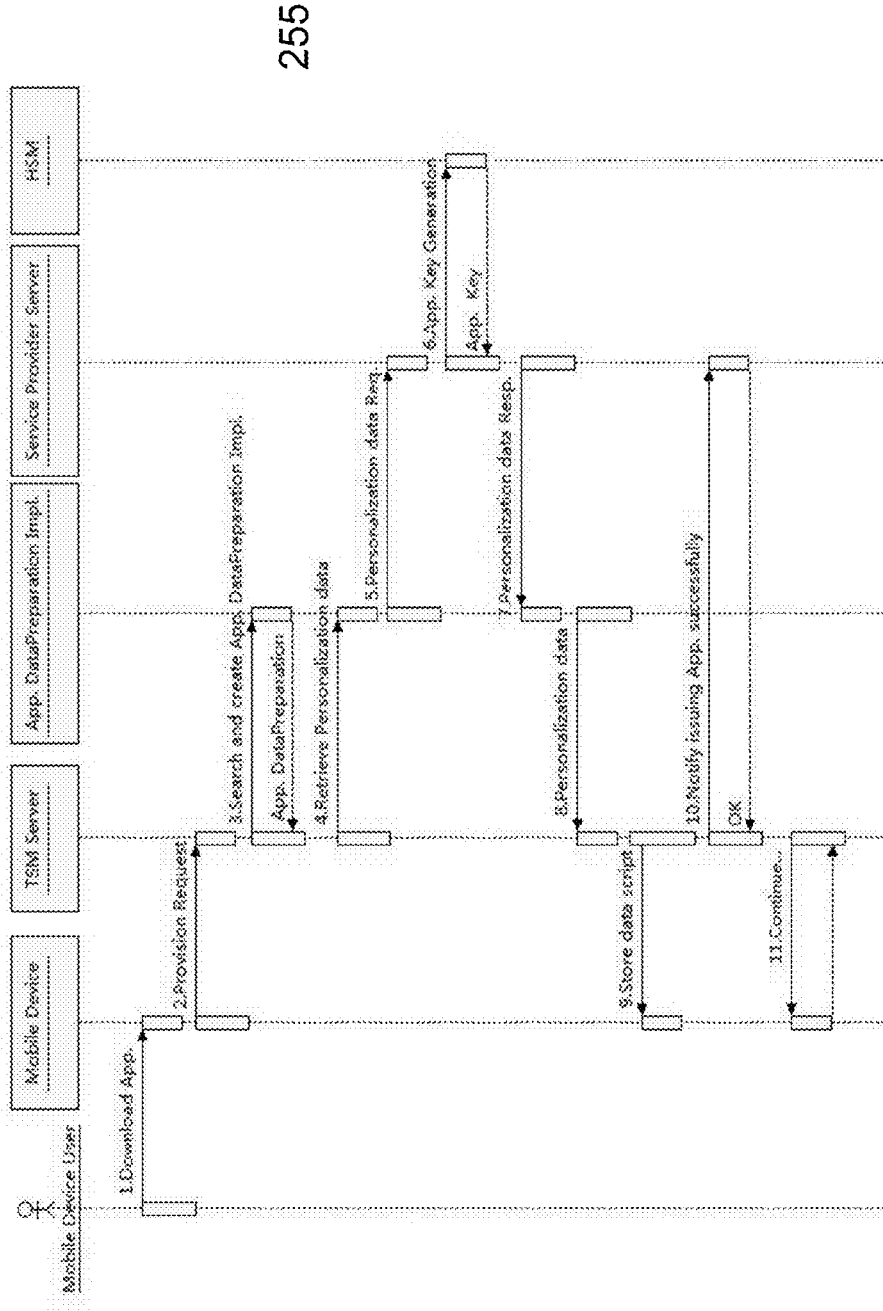 255
Mobile Device User
Mobile Device
TSM Server
App. DataPreparation Impl.
Service Provider Server
HSM
1.Download App.
2.Provision Request
3.Search and create App. DataPreparation Impl.
App. DataPreparation
4.Retrieve Personalization data
5.Personalization data Req.
6.App. Key Generation
App. Key
7.Personalization data Resp.
8.Personalization data
9.Store data script
10.Notify issuing App. successfully
OK
11.Continue...